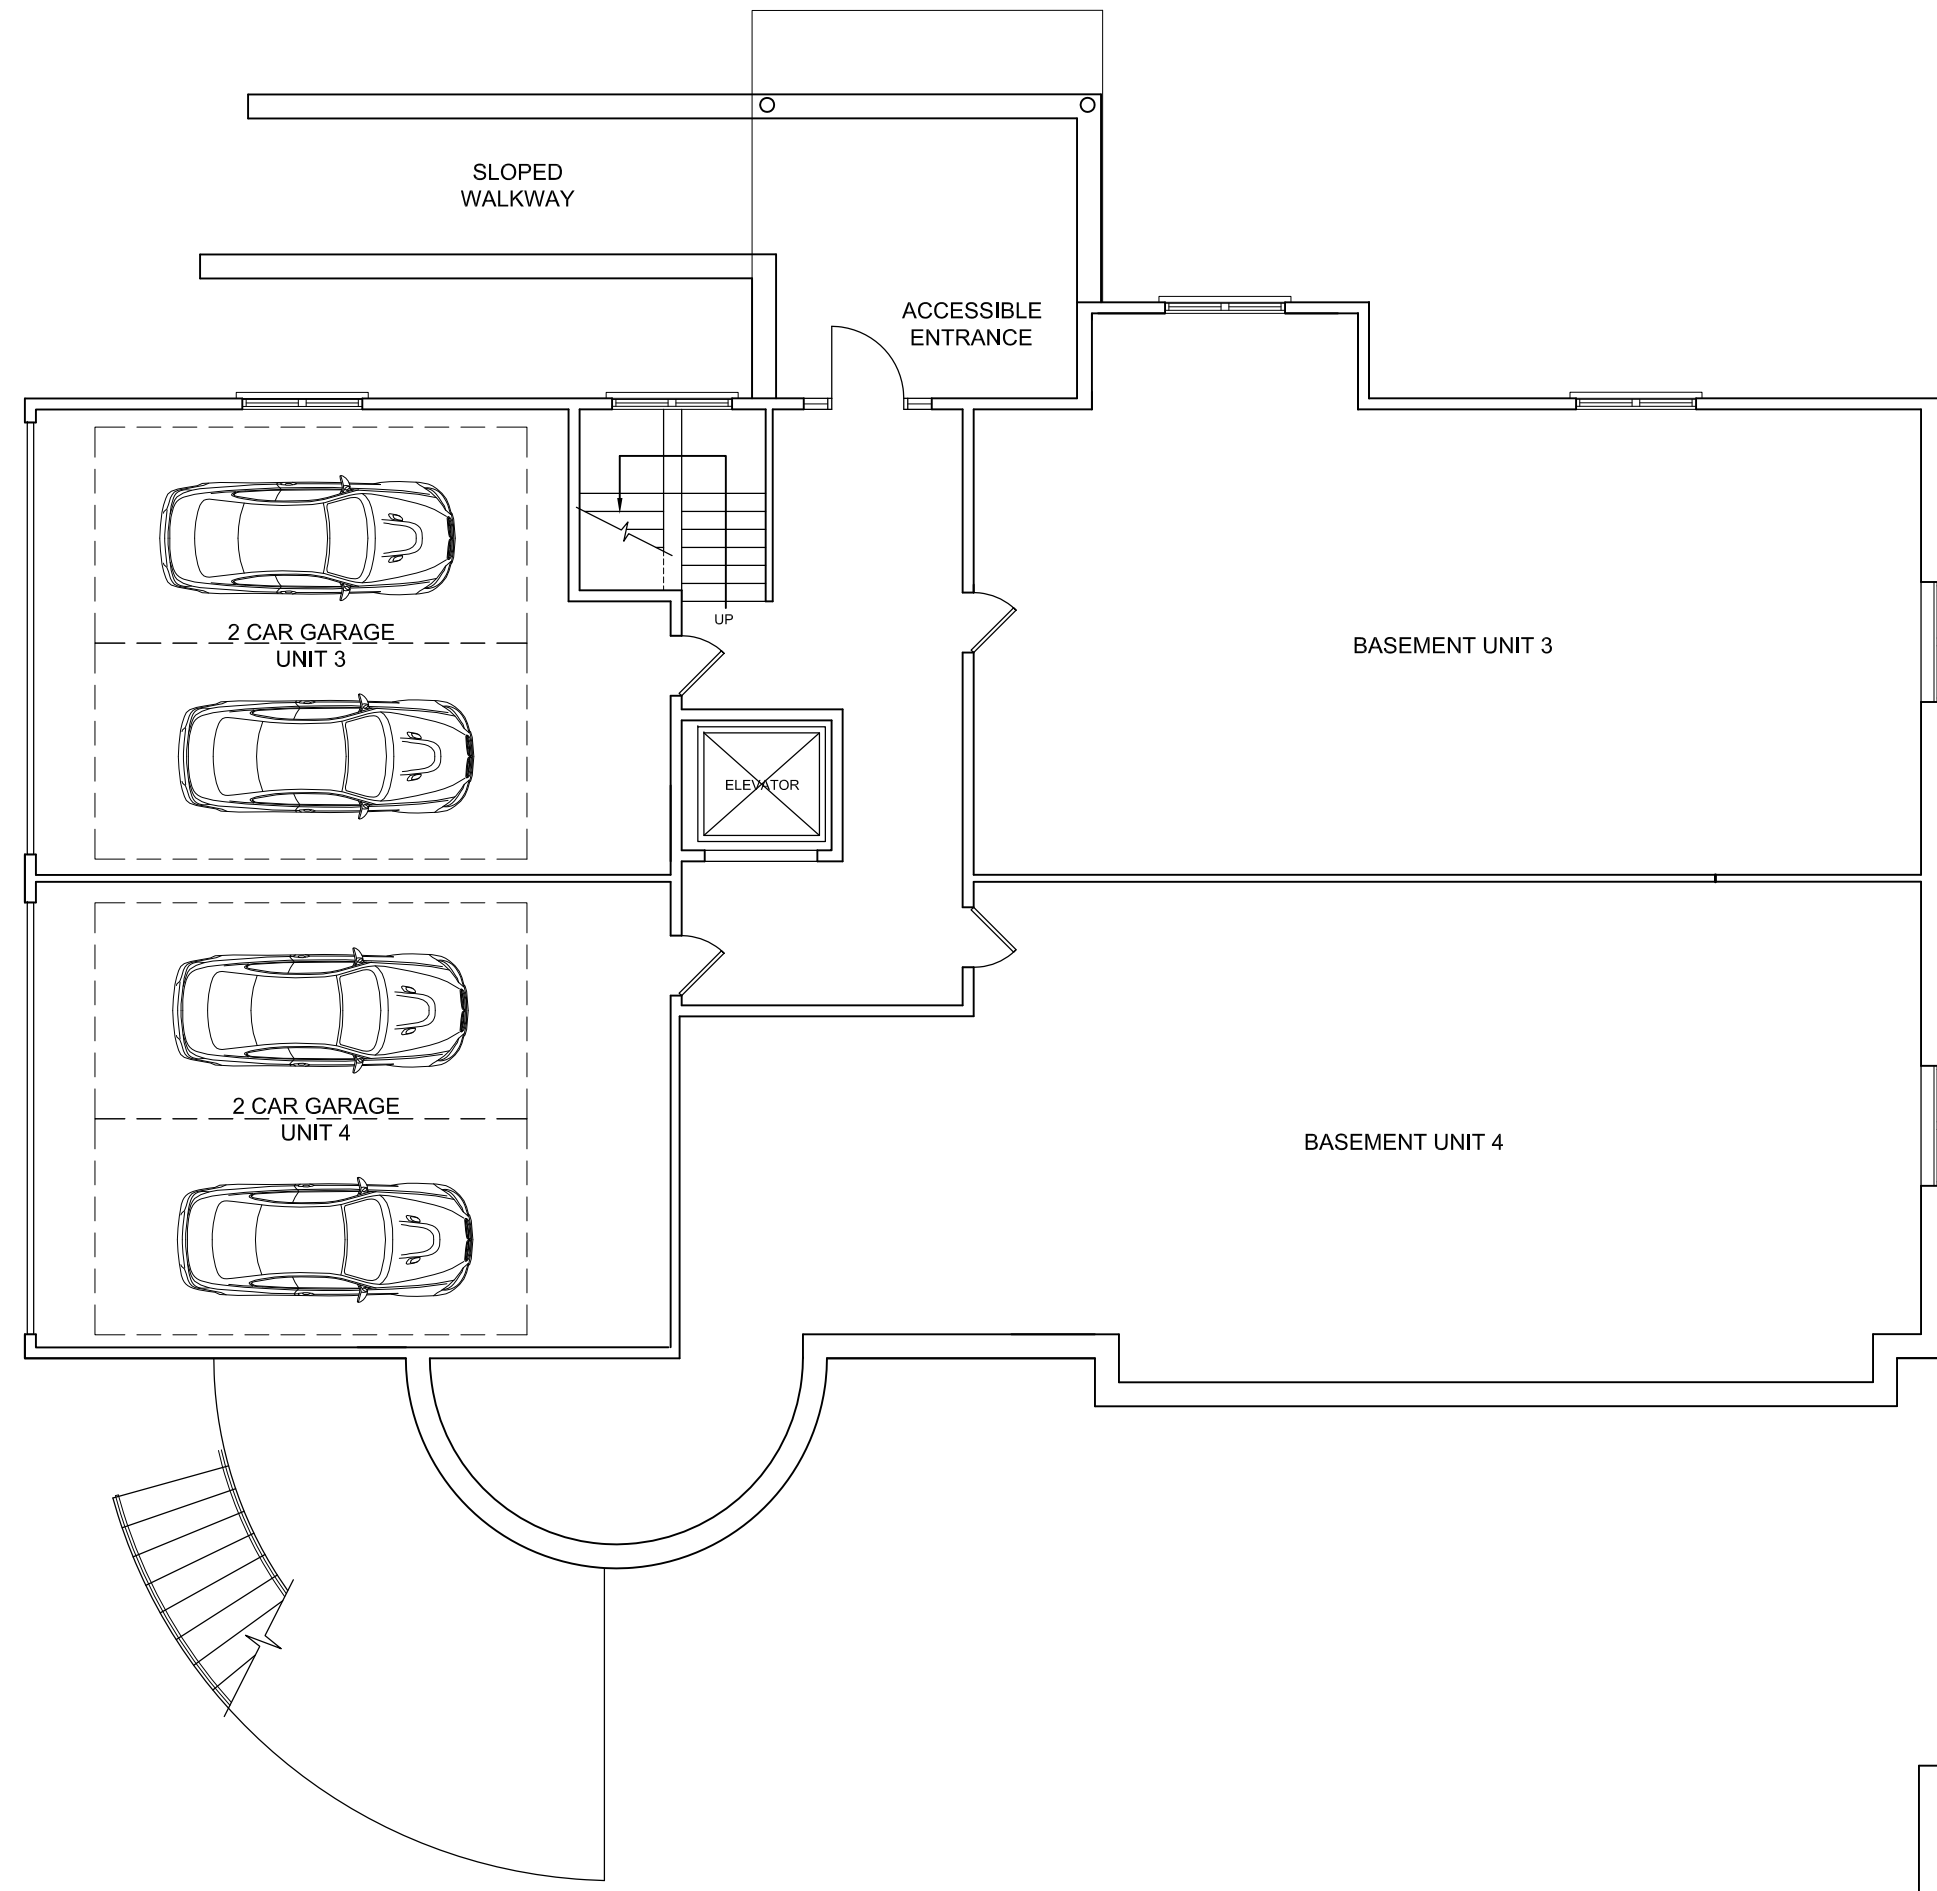 SLOPED
WALKWAY
ACCESSIBLE
ENTRANCE
UP
2 CAR GARAGE
UNIT 3
BASEMENT UNIT 3
ELEVATOR
2 CAR GARAGE
UNIT 4
BASEMENT UNIT 4